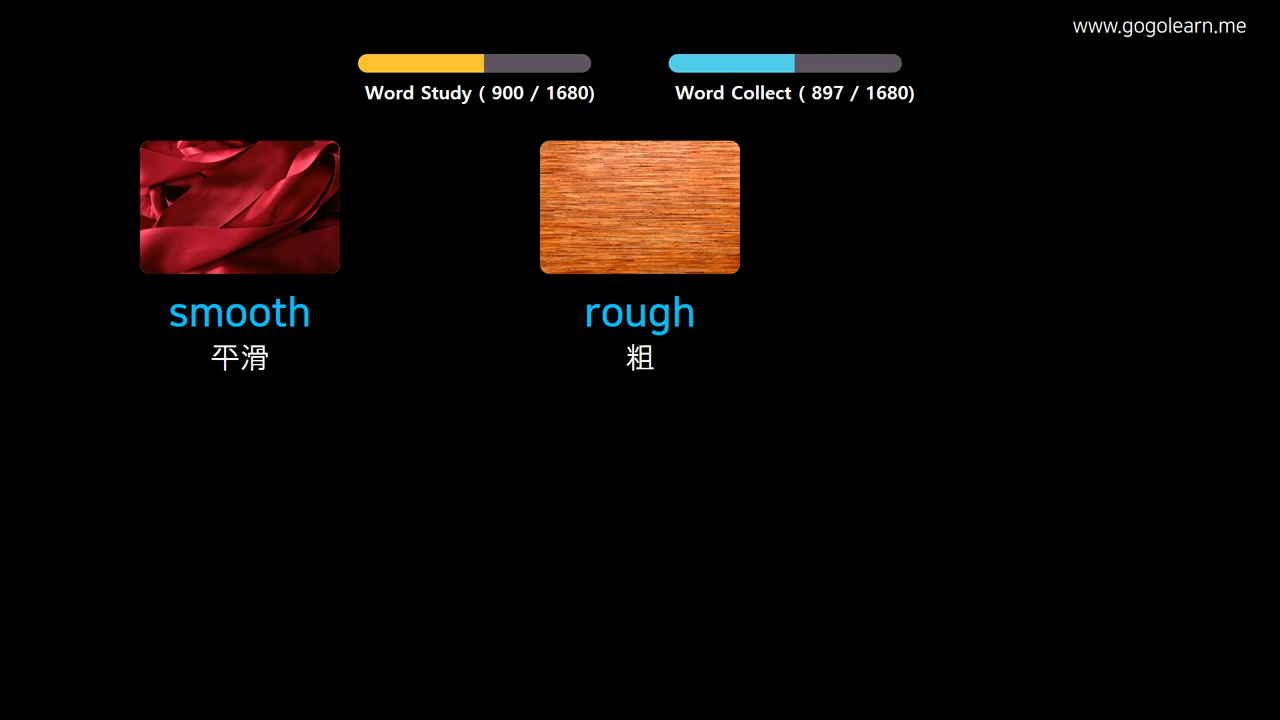 www.gogolearn.me
Word Study ( 900 / 1680)
Word Collect ( 897 / 1680)
smooth
平滑
rough
粗